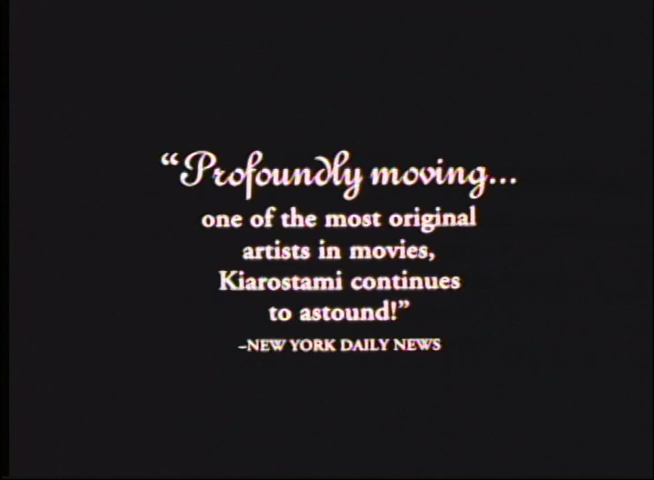 “Profoundly moving...
one of the most original
artists in movies,
Kiarostami continues
to astound!”
–NEW YORK DAILY NEWS